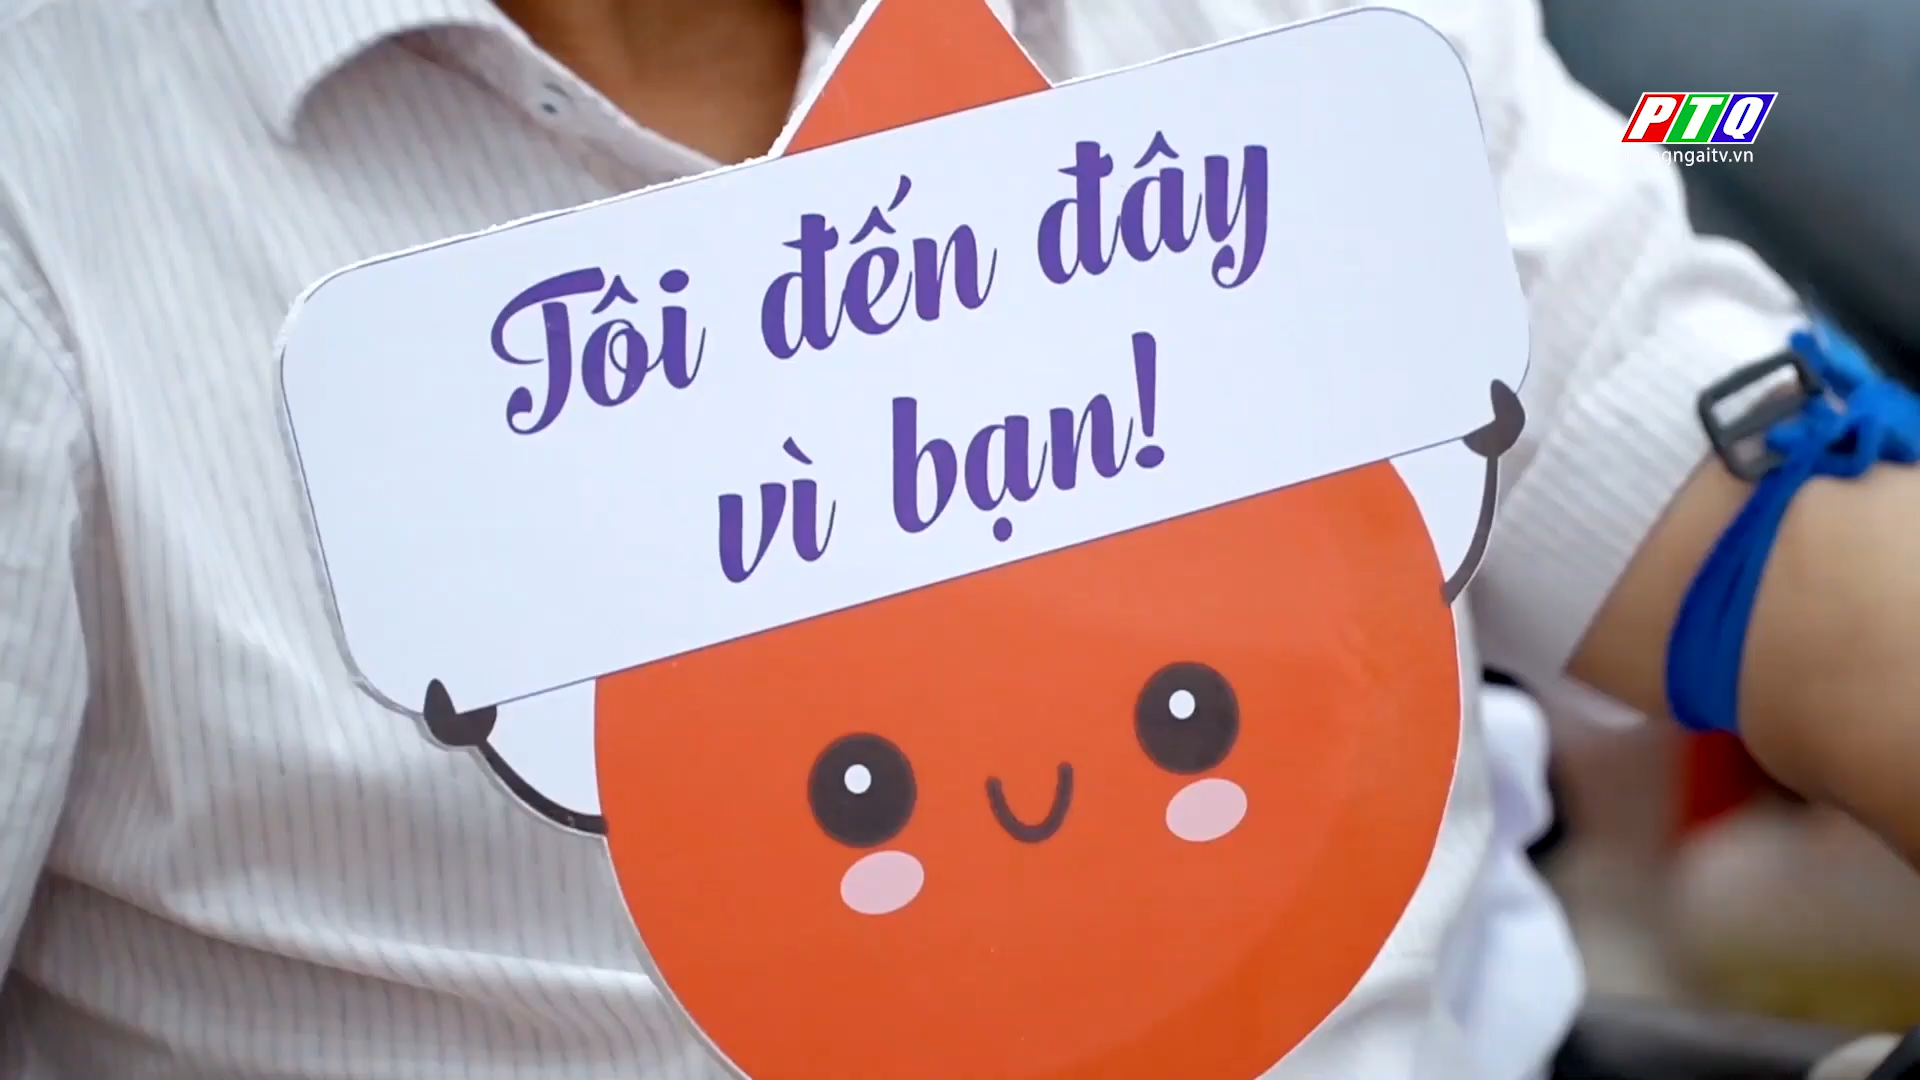 Tôi đến đây
vì bạn!
PTQ